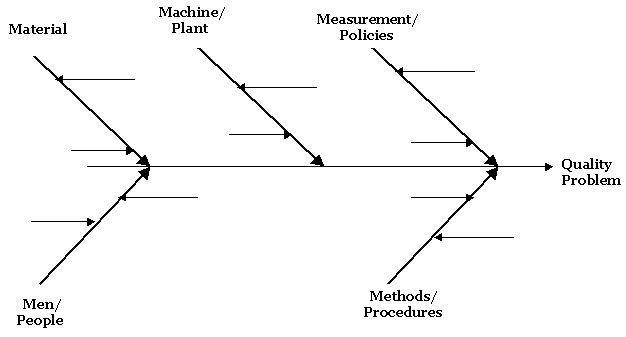 Material
Machine/
Plant
Measurement/
Policies
Quality
Problem
Men/
People
Methods/
Procedures